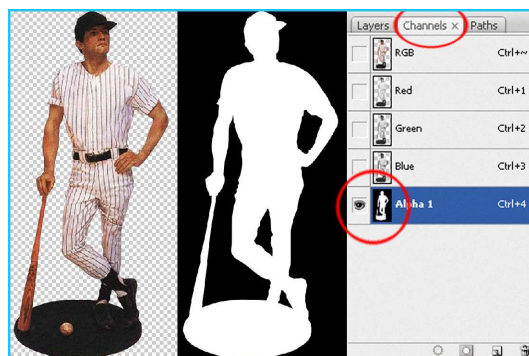 Layers Channels × Paths
RGB Ctrl+~
Red Ctrl+1
Green Ctrl+2
Blue Ctrl+3
Alpha 1 Ctrl+4